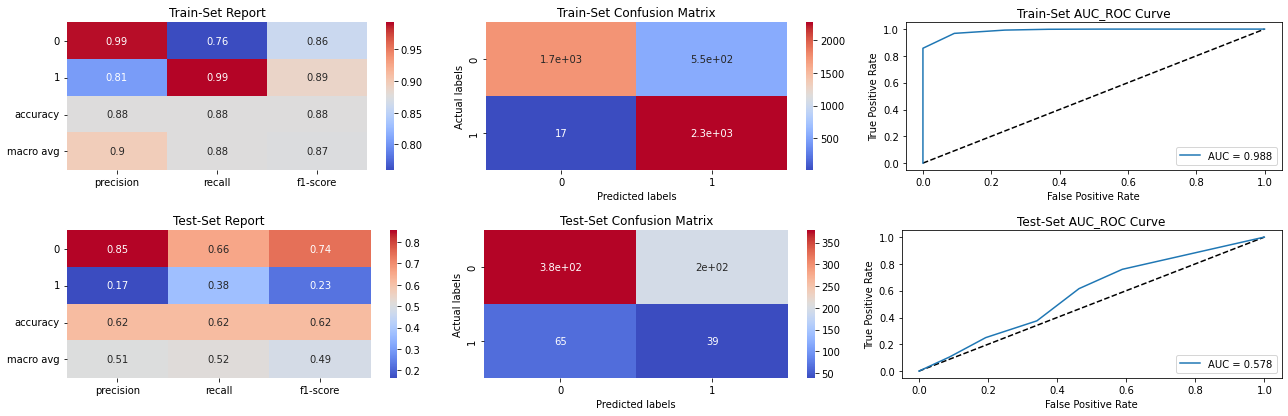 Train-Set Report
0 0.99 0.76 0.86
1 0.81 0.99 0.89
accuracy 0.88 0.88 0.88
macro avg 0.9 0.88 0.87
precision recall f1-score
0.95
0.90
0.85
0.80
Train-Set Confusion Matrix
Actual labels
0 1.7e+03 5.5e+02
1 17 2.3e+03
0 1
Predicted labels
2000
1500
1000
500
Train-Set AUC_ROC Curve
True Positive Rate
1.0
0.8
0.6
0.4
0.2
0.0
AUC = 0.988
0.0 0.2 0.4 0.6 0.8 1.0
False Positive Rate
Test-Set Report
0 0.85 0.66 0.74
1 0.17 0.38 0.23
accuracy 0.62 0.62 0.62
macro avg 0.51 0.52 0.49
precision recall f1-score
0.8
0.7
0.6
0.5
0.4
0.3
0.2
Test-Set Confusion Matrix
Actual labels
0 3.8e+02 2e+02
1 65 39
0 1
Predicted labels
350
300
250
200
150
100
50
Test-Set AUC_ROC Curve
True Positive Rate
1.0
0.8
0.6
0.4
0.2
0.0
AUC = 0.578
0.0 0.2 0.4 0.6 0.8 1.0
False Positive Rate